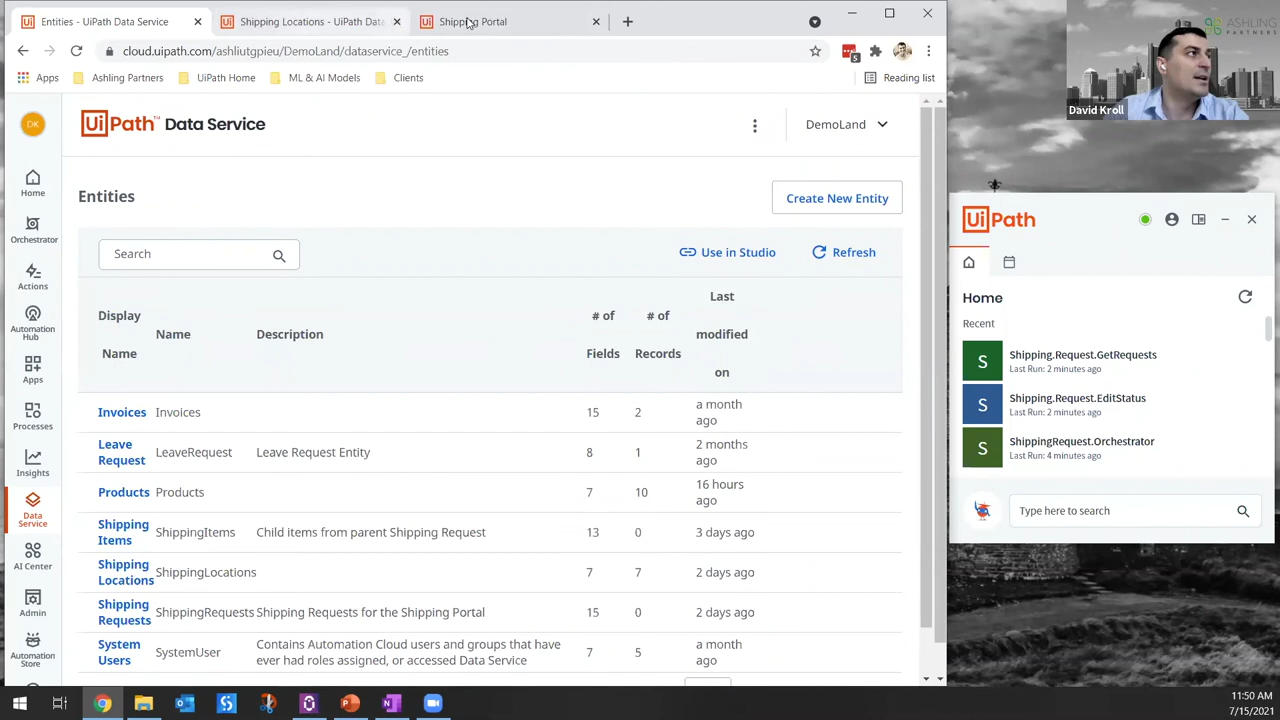 Entities - UiPath Data Service
Shipping Locations - UiPath Data
Shipping Portal
cloud.uipath.com/ashliutgpieu/DemoLand/dataservice_/entities
5
Apps
Ashling Partners
UiPath Home
ML & AI Models
Clients
Reading list
ASHLING
PARTNERS
David Kroll
DK
UiPath Data Service
DemoLand
Home
Orchestrator
Actions
Automation
Hub
Apps
Processes
Insights
Data
Service
AI Center
Admin
Automation
Store
Entities
Create New Entity
Search
Use in Studio
Refresh
Display
Name
Name
Description
# of
Fields
# of
Records
Last
modified
on
Invoices
Invoices
15
2
a month
ago
Leave
Request
LeaveRequest
Leave Request Entity
8
1
2 months
ago
Products
Products
7
10
16 hours
ago
Shipping
Items
ShippingItems
Child items from parent Shipping Request
13
0
3 days ago
Shipping
Locations
ShippingLocations
7
7
2 days ago
Shipping
Requests
ShippingRequests
Shipping Requests for the Shipping Portal
15
0
2 days ago
System
Users
SystemUser
Contains Automation Cloud users and groups that have
ever had roles assigned, or accessed Data Service
7
5
a month
ago
UiPath
Home
Recent
S
Shipping.Request.GetRequests
Last Run: 2 minutes ago
S
Shipping.Request.EditStatus
Last Run: 2 minutes ago
S
ShippingRequest.Orchestrator
Last Run: 4 minutes ago
Type here to search
11:50 AM
7/15/2021